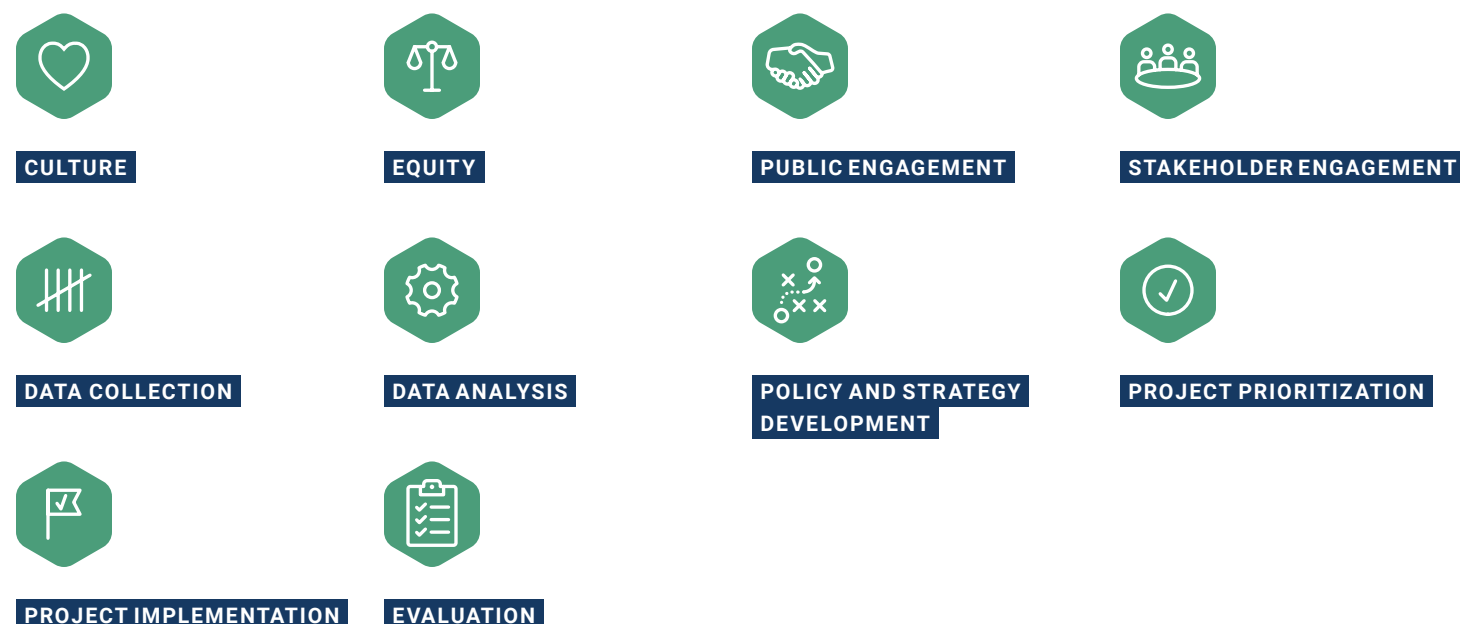 CULTURE
EQUITY
PUBLIC ENGAGEMENT
STAKEHOLDER ENGAGEMENT
DATA COLLECTION
DATA ANALYSIS
POLICY AND STRATEGY
DEVELOPMENT
PROJECT PRIORITIZATION
PROJECT IMPLEMENTATION
EVALUATION